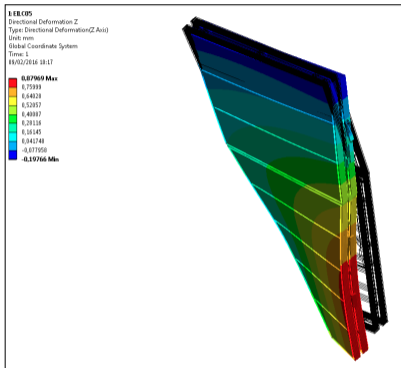 E: ELC05
Directional Deformation Z
Type: Directional Deformation(Z Axis)
Unit: mm
Global Coordinate System
Time: 1
08/02/2016 18:17
0,87969 Max
0,75999
0,64028
0,52057
0,40087
0,28116
0,16145
0,041748
-0,077958
-0,19766 Min